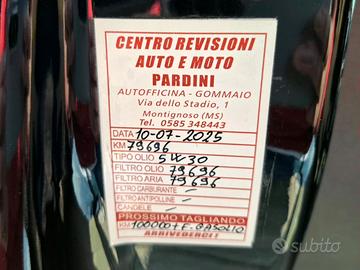 CENTRO REVISIONI
AUTO E MOTO
PARDINI
AUTOFFICINA - GOMMAIO
Via dello Stadio, 1
Montignoso (MS)
Tel. 0585 348443
DATA 10-07-2025
KM 79696
TIPO OLIO 5W30
FILTRO OLIO 79696
FILTRO ARIA 79696
FILTRO CARBURANTE -
FILTRO ANTIPOLLINE -
CANDELE -
PROSSIMO TAGLIANDO
KM 100000 + F. GASOLIO
ARRIVEDERCI !
subito